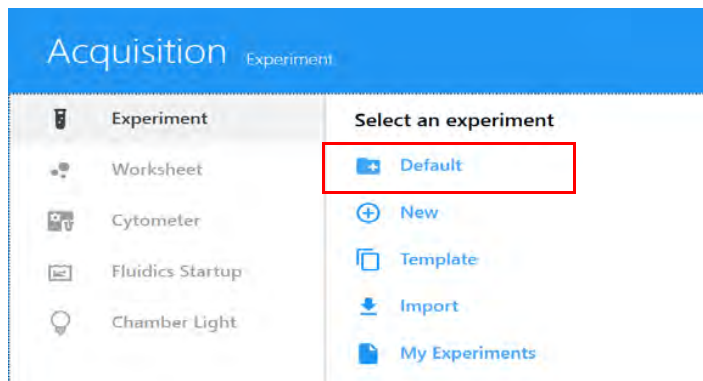 Acquisition Experiment
Experiment
Worksheet
Cytometer
Fluidics Startup
Chamber Light
Select an experiment
Default
New
Template
Import
My Experiments